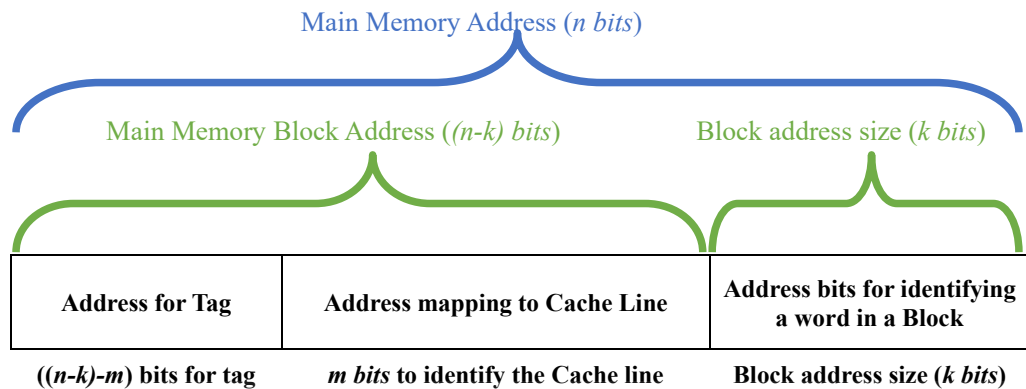 Main Memory Address (n bits)
Main Memory Block Address ((n-k) bits)
Block address size (k bits)
Address for Tag
Address mapping to Cache Line
Address bits for identifying
a word in a Block
((n-k)-m) bits for tag
m bits to identify the Cache line
Block address size (k bits)